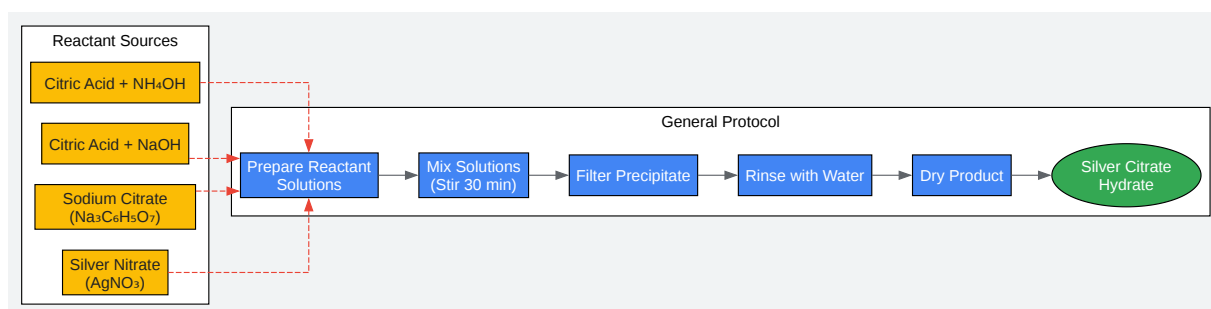 Reactant Sources
Citric Acid + NH₄OH
Citric Acid + NaOH
Sodium Citrate
(Na₃C₆H₅O₇)
Silver Nitrate
(AgNO₃)
General Protocol
Prepare Reactant
Solutions
Mix Solutions
(Stir 30 min)
Filter Precipitate
Rinse with Water
Dry Product
Silver Citrate
Hydrate